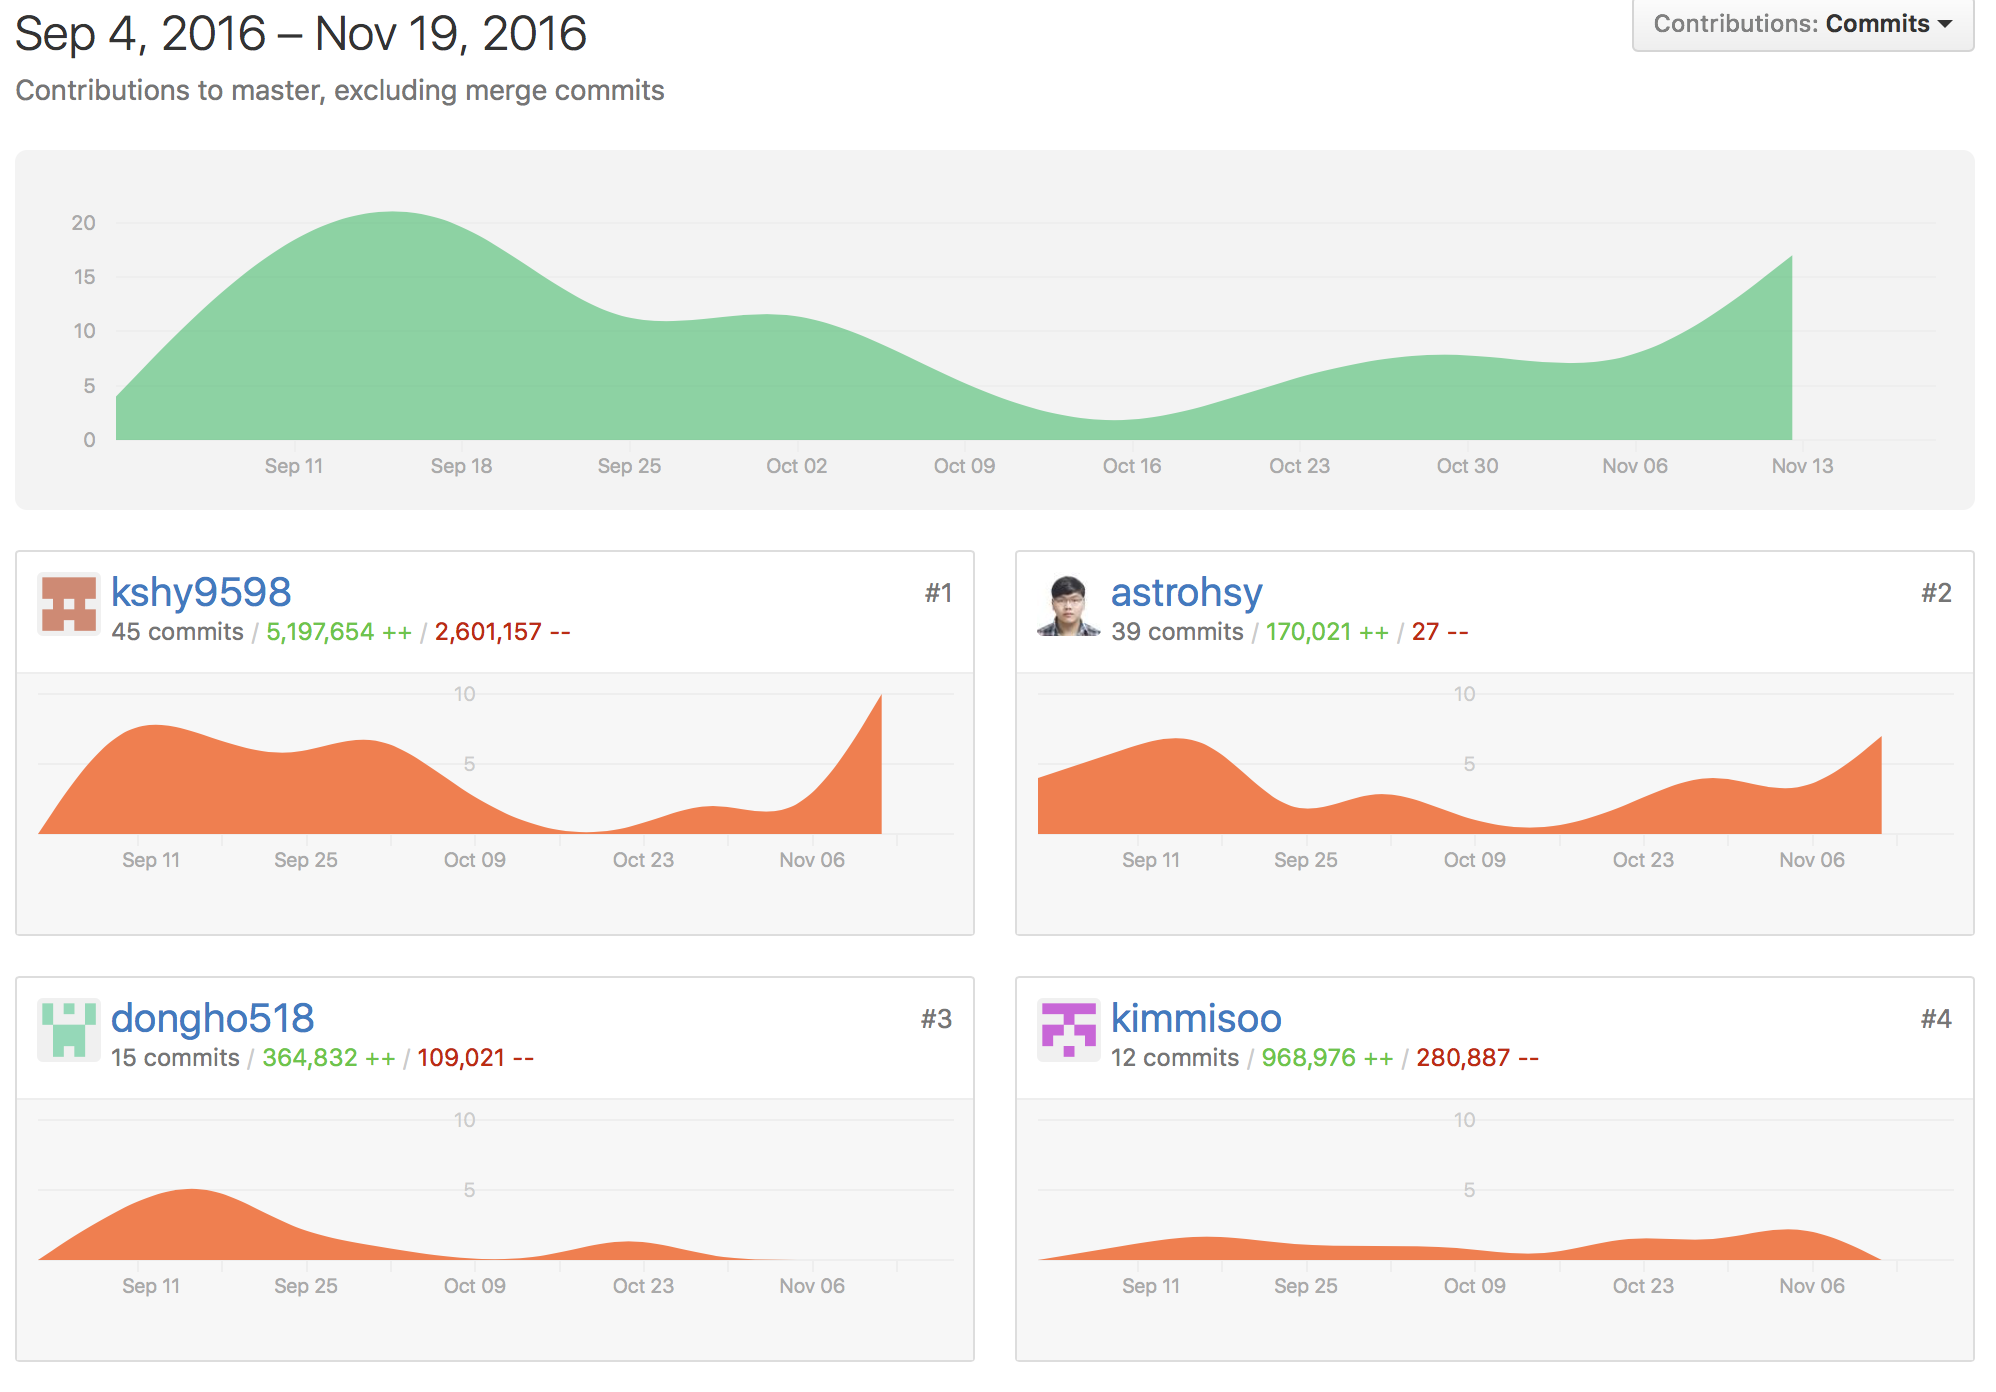 Sep 4, 2016 – Nov 19, 2016
Contributions: Commits
Contributions to master, excluding merge commits
20
15
10
5
0
Sep 11 Sep 18 Sep 25 Oct 02 Oct 09 Oct 16 Oct 23 Oct 30 Nov 06 Nov 13
kshy9598 #1
45 commits / 5,197,654 ++ / 2,601,157 --
10
5
Sep 11 Sep 25 Oct 09 Oct 23 Nov 06
astrohsy #2
39 commits / 170,021 ++ / 27 --
10
5
Sep 11 Sep 25 Oct 09 Oct 23 Nov 06
dongho518 #3
15 commits / 364,832 ++ / 109,021 --
10
5
Sep 11 Sep 25 Oct 09 Oct 23 Nov 06
kimmisoo #4
12 commits / 968,976 ++ / 280,887 --
10
5
Sep 11 Sep 25 Oct 09 Oct 23 Nov 06